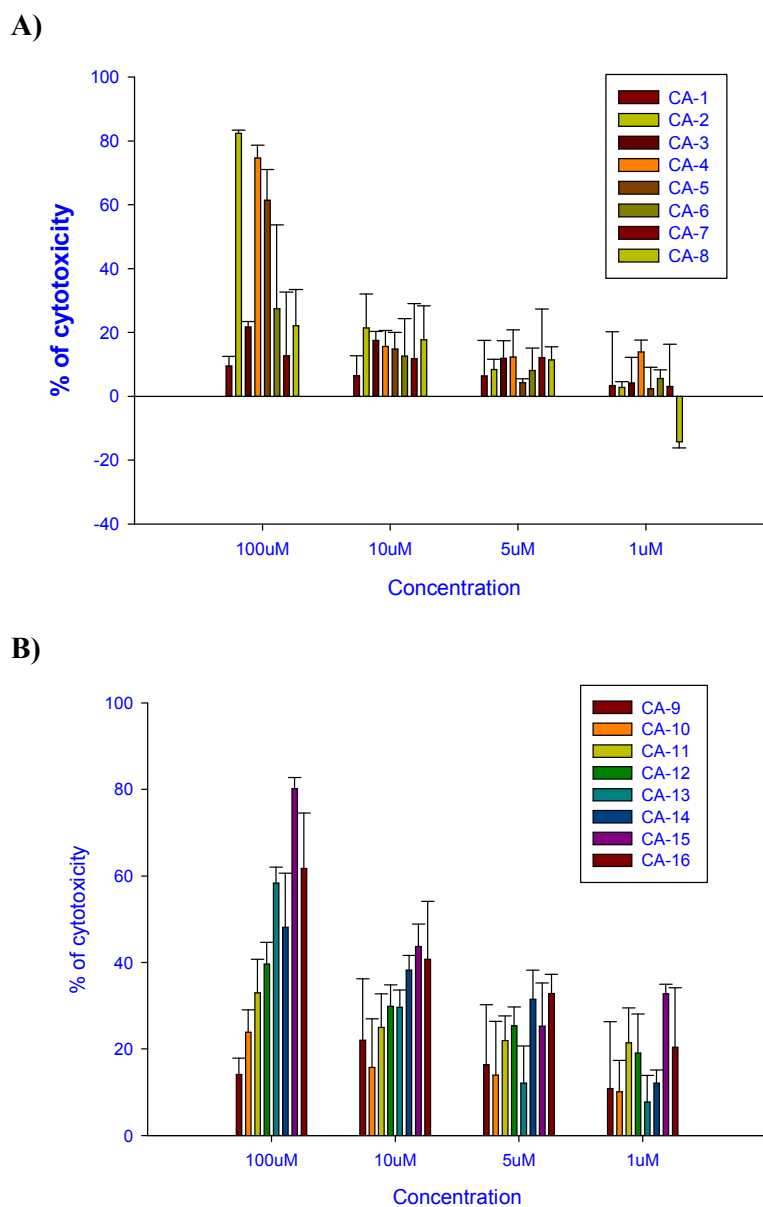 A)
100
80
60
40
20
0
-20
-40
% of cytotoxicity
CA-1
CA-2
CA-3
CA-4
CA-5
CA-6
CA-7
CA-8
100uM 10uM 5uM 1uM
Concentration
B)
100
80
60
40
20
0
% of cytotoxicity
CA-9
CA-10
CA-11
CA-12
CA-13
CA-14
CA-15
CA-16
100uM 10uM 5uM 1uM
Concentration